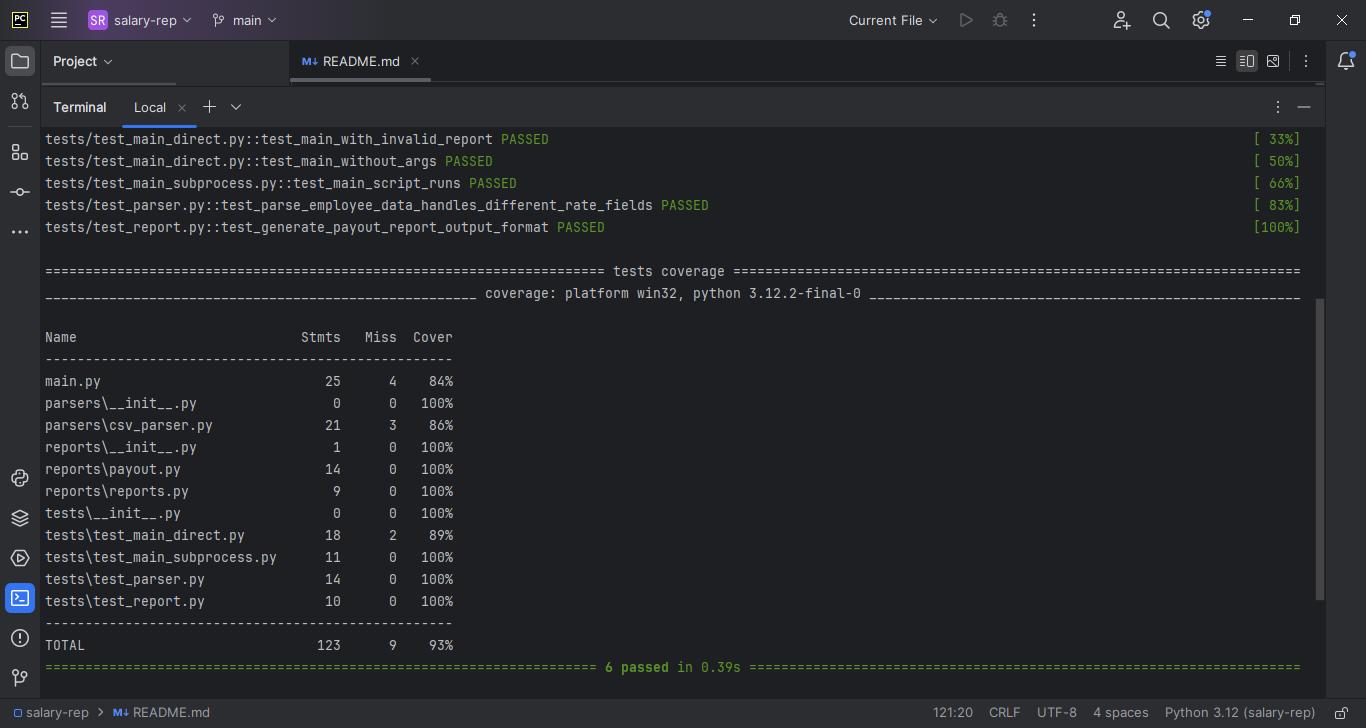 PC SR salary-rep main Current File
Project README.md
Terminal Local
tests/test_main_direct.py::test_main_with_invalid_report PASSED [ 33%]
tests/test_main_direct.py::test_main_without_args PASSED [ 50%]
tests/test_main_subprocess.py::test_main_script_runs PASSED [ 66%]
tests/test_parser.py::test_parse_employee_data_handles_different_rate_fields PASSED [ 83%]
tests/test_report.py::test_generate_payout_report_output_format PASSED [100%]
====================================================================== tests coverage =======================================================================
______________________________________________________ coverage: platform win32, python 3.12.2-final-0 ______________________________________________________
Name Stmts Miss Cover
---------------------------------------------------
main.py 25 4 84%
parsers\__init__.py 0 0 100%
parsers\csv_parser.py 21 3 86%
reports\__init__.py 1 0 100%
reports\payout.py 14 0 100%
reports\reports.py 9 0 100%
tests\__init__.py 0 0 100%
tests\test_main_direct.py 18 2 89%
tests\test_main_subprocess.py 11 0 100%
tests\test_parser.py 14 0 100%
tests\test_report.py 10 0 100%
---------------------------------------------------
TOTAL 123 9 93%
===================================================================== 6 passed in 0.39s =====================================================================
salary-rep > M↓ README.md 121:20 CRLF UTF-8 4 spaces Python 3.12 (salary-rep)